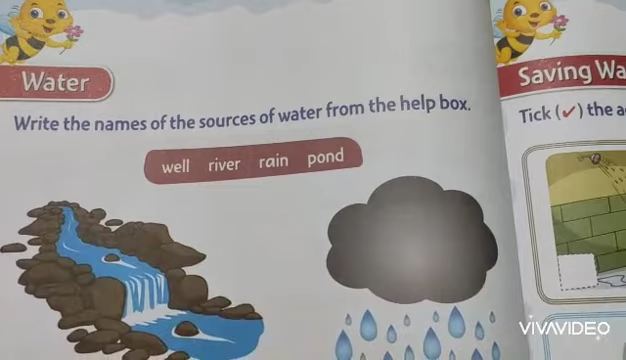 Water
Write the names of the sources of water from the help box.
well river rain pond
Saving
Tick (✓) the
VIVAVIDEO